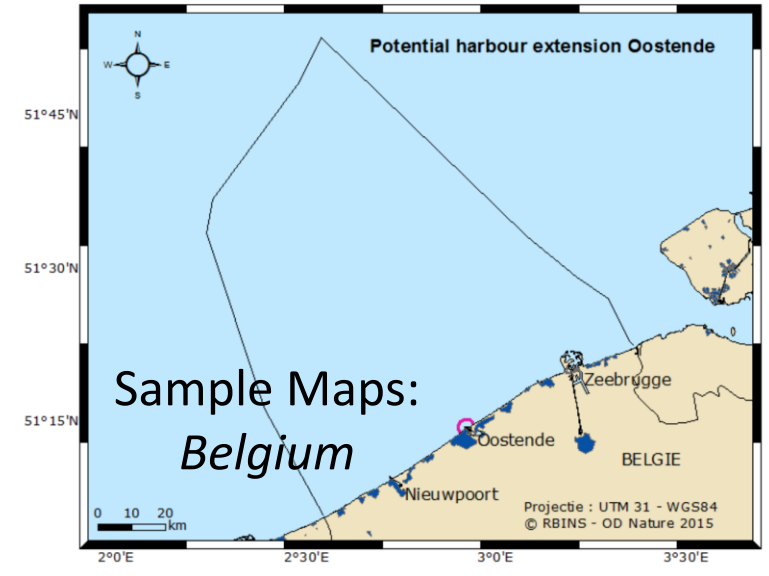 Potential harbour extension Oostende
N
W E
S
51°45'N
51°30'N
51°15'N
Sample Maps:
Belgium
Zeebrugge
Oostende
BELGIE
Nieuwpoort
0 10 20
km
Projectie : UTM 31 - WGS84
© RBINS - OD Nature 2015
2°0'E 2°30'E 3°0'E 3°30'E